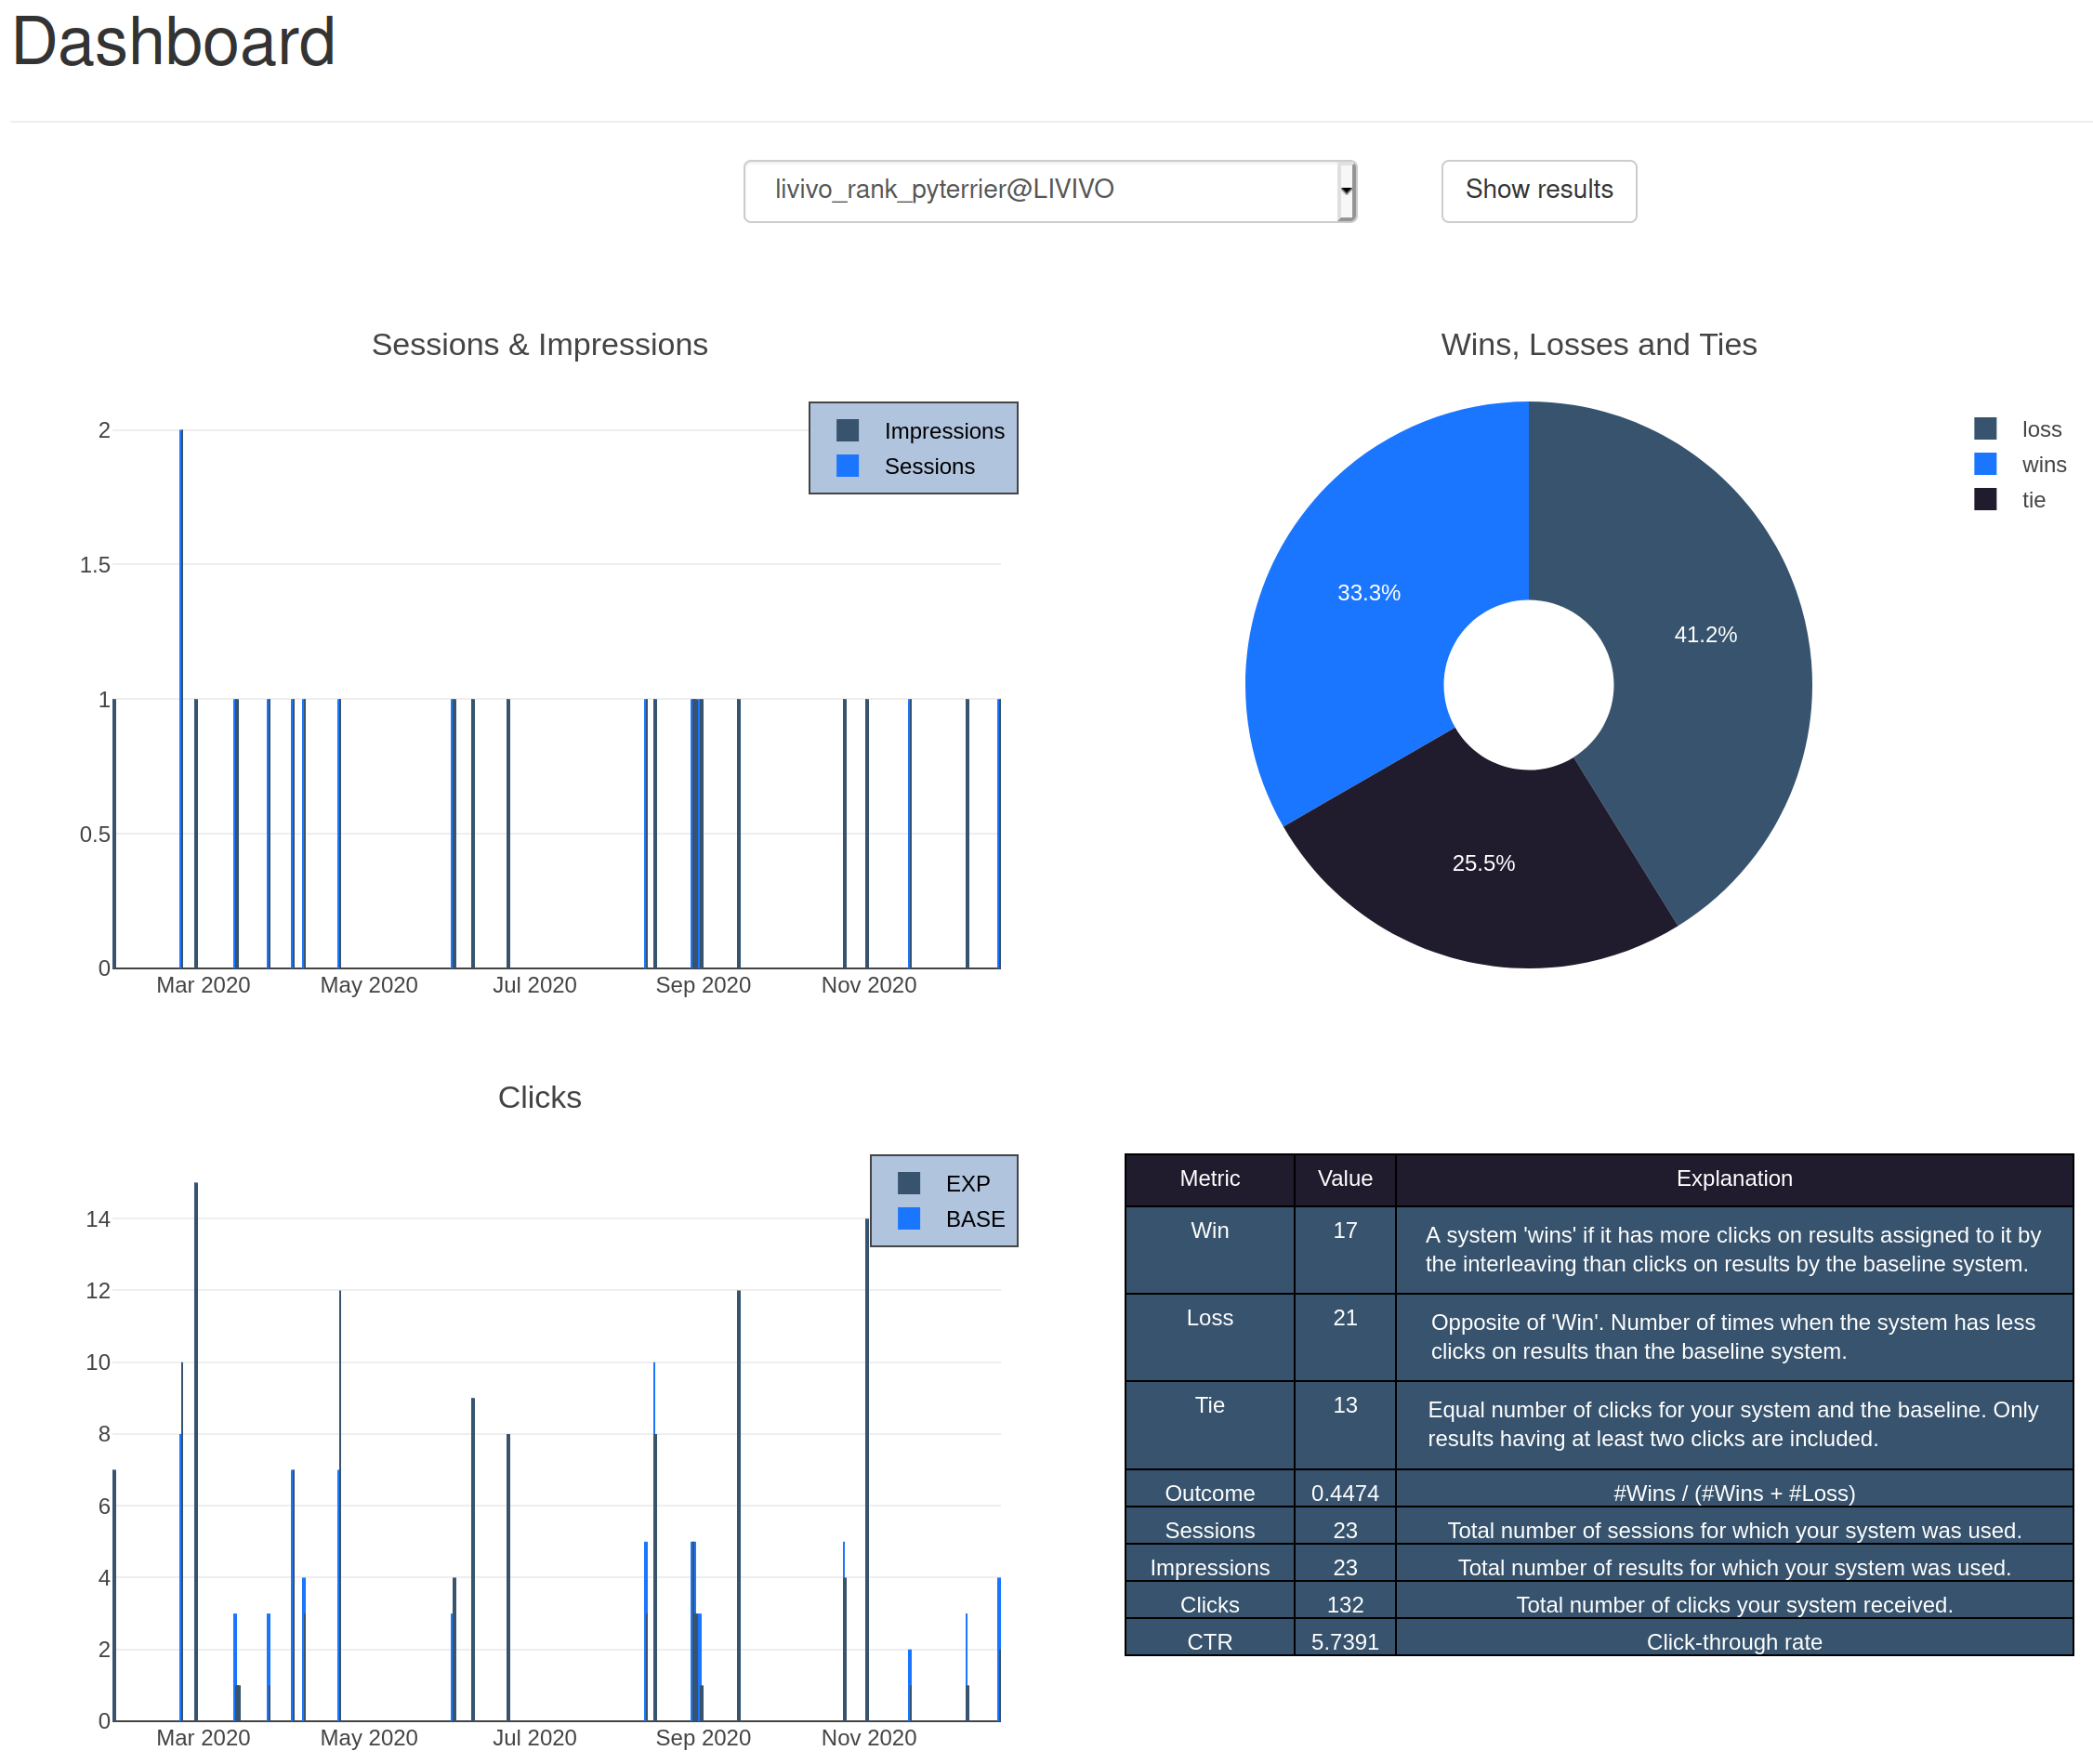 Dashboard
livivo_rank_pyterrier@LIVIVO
Show results
Sessions & Impressions
Impressions
Sessions
2
1.5
1
0.5
0
Mar 2020
May 2020
Jul 2020
Sep 2020
Nov 2020
Wins, Losses and Ties
loss
wins
tie
33.3%
41.2%
25.5%
Clicks
EXP
BASE
14
12
10
8
6
4
2
0
Mar 2020
May 2020
Jul 2020
Sep 2020
Nov 2020
Metric Value Explanation
Win 17 A system 'wins' if it has more clicks on results assigned to it by
the interleaving than clicks on results by the baseline system.
Loss 21 Opposite of 'Win'. Number of times when the system has less
clicks on results than the baseline system.
Tie 13 Equal number of clicks for your system and the baseline. Only
results having at least two clicks are included.
Outcome 0.4474 #Wins / (#Wins + #Loss)
Sessions 23 Total number of sessions for which your system was used.
Impressions 23 Total number of results for which your system was used.
Clicks 132 Total number of clicks your system received.
CTR 5.7391 Click-through rate